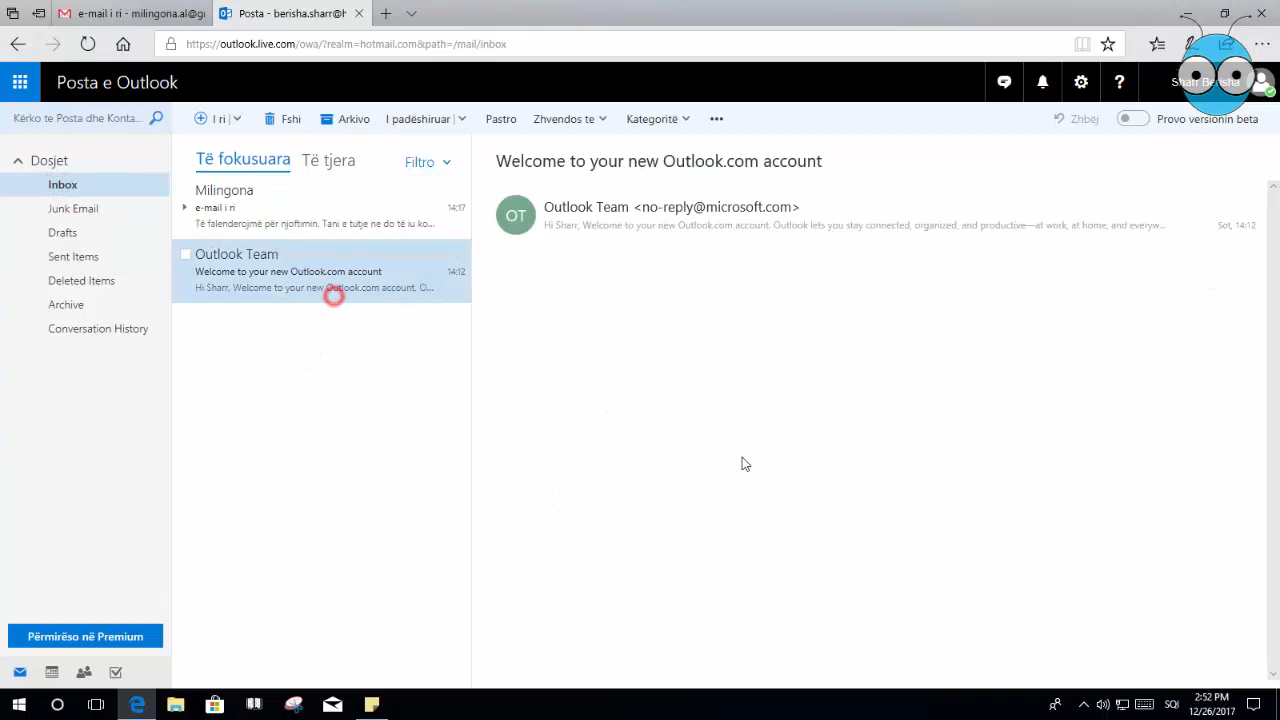 e-mail i ri - milingona.al@g
Posta - berisha.sharr@h
https://outlook.live.com/owa/?realm=hotmail.com&path=/mail/inbox
Posta e Outlook
?
Sharr Berisha
Kërko te Posta dhe Konta...
I ri
Fshi
Arkivo
I padëshiruar
Pastro
Zhvendos te
Kategoritë
Zhbëj
Provo versionin beta
Dosjet
Inbox
Junk Email
Drafts
Sent Items
Deleted Items
Archive
Conversation History
Përmirëso në Premium
Të fokusuara
Të tjera
Filtro
Milingona
e-mail i ri
14:17
Të falenderojmë për njoftimin. Tani e tutje ne do të iu ko...
Outlook Team
Welcome to your new Outlook.com account
14:12
Hi Sharr, Welcome to your new Outlook.com account. O...
Welcome to your new Outlook.com account
OT
Outlook Team <no-reply@microsoft.com>
Hi Sharr, Welcome to your new Outlook.com account. Outlook lets you stay connected, organized, and productive—at work, at home, and everyw...
Sot, 14:12
SQI
2:52 PM
12/26/2017